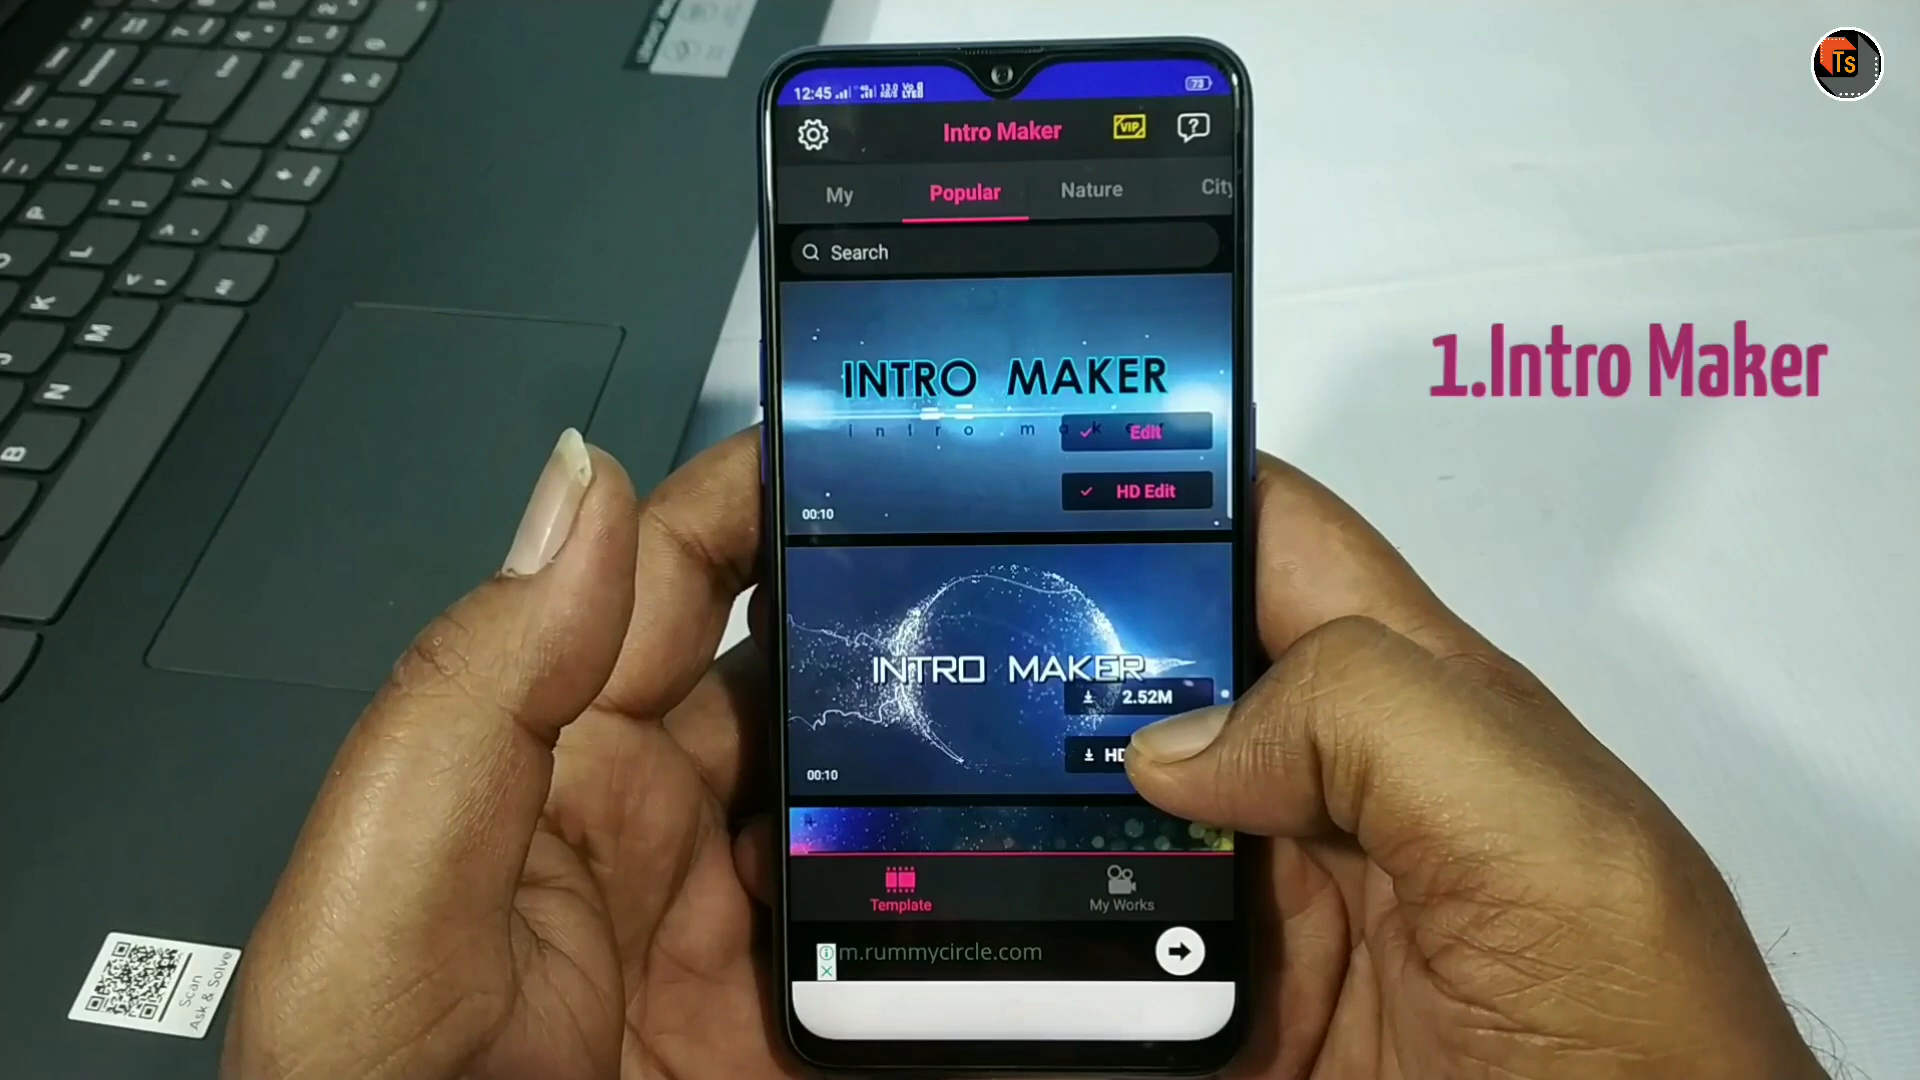 Ts
12:45
73
Intro Maker
VIP
?
My
Popular
Nature
City
Search
1.Intro Maker
INTRO MAKER
Edit
HD Edit
00:10
INTRO MAKER
2.52M
HD
00:10
Template
My Works
m.rummycircle.com
Scan
Ask & Solve
K
L
M
N
B
P